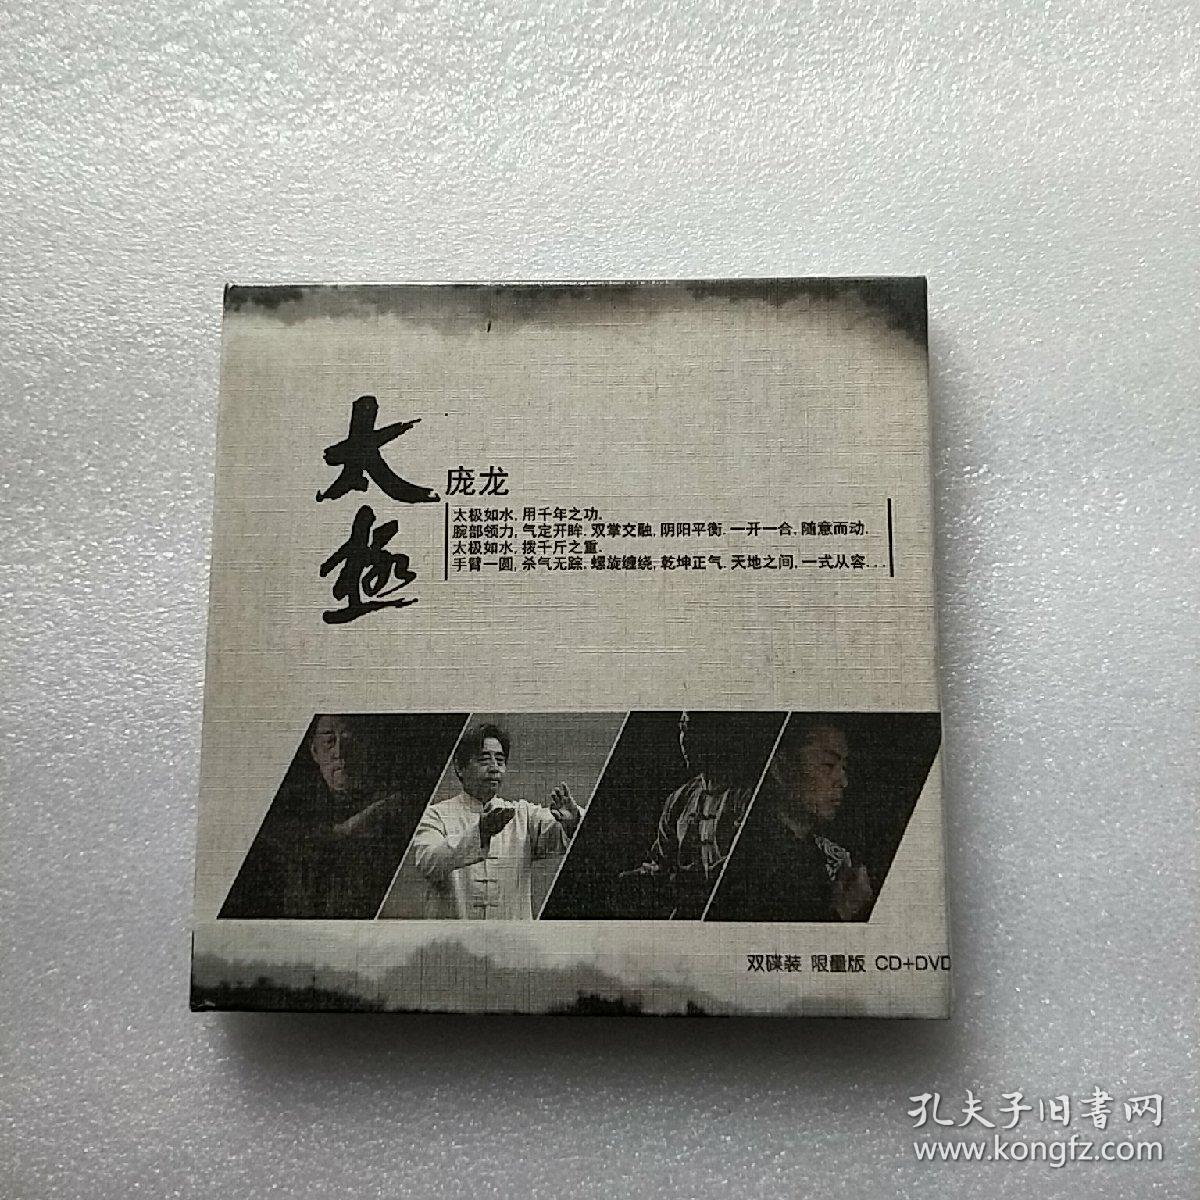 太極
庞龙
太极如水,用千年之功.
腕部领力,气定开眸.双掌交融,阴阳平衡.一开一合,随意而动.
太极如水,拨千斤之重.
手臂一圆,杀气无踪.螺旋缠绕,乾坤正气.天地之间,一式从容...
双碟装 限量版 CD+DVD
孔夫子旧書网
www.kongfz.com